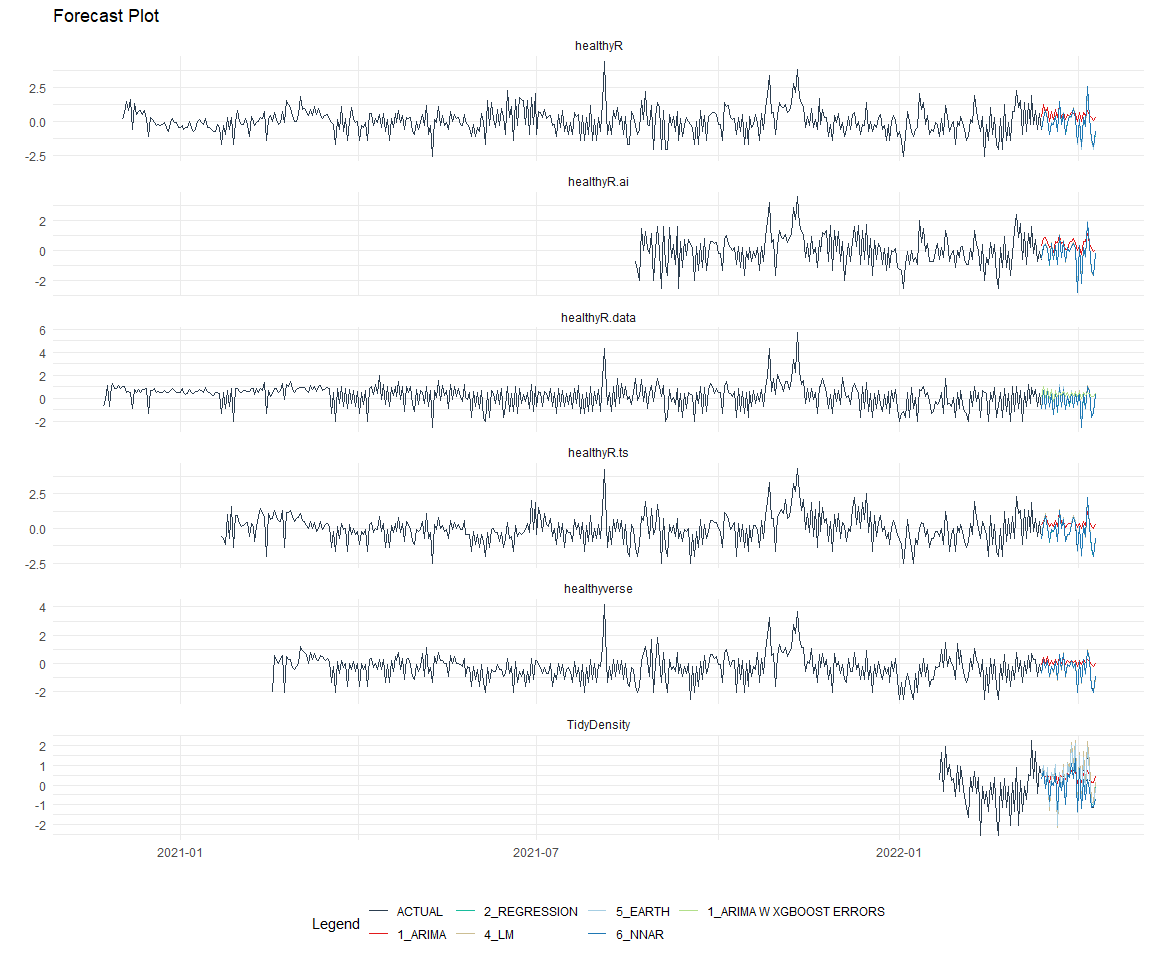 Forecast Plot
healthyR
2.5
0.0
-2.5
healthyR.ai
2
0
-2
healthyR.data
6
4
2
0
-2
healthyR.ts
2.5
0.0
-2.5
healthyverse
4
2
0
-2
TidyDensity
2
1
0
-1
-2
2021-01 2021-07 2022-01
Legend
ACTUAL 2_REGRESSION 5_EARTH 1_ARIMA W XGBOOST ERRORS
1_ARIMA 4_LM 6_NNAR